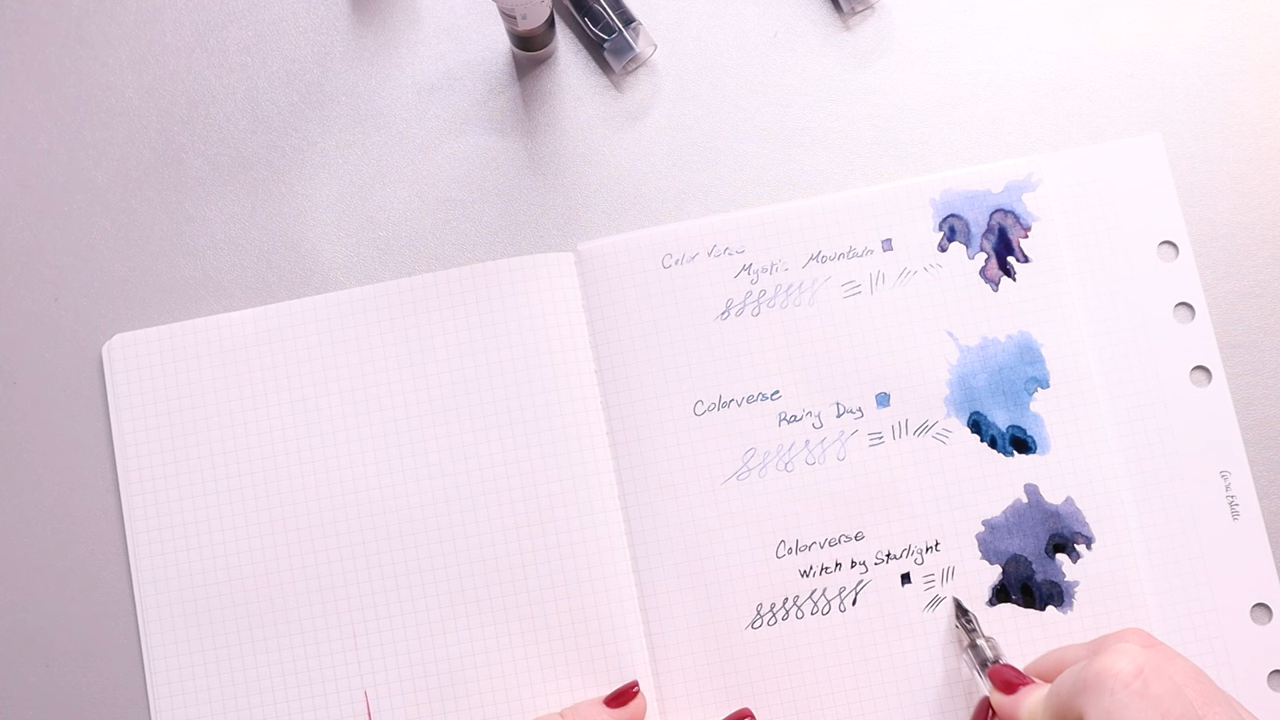 Color Verse
Mystic Mountain
Colorverse
Rainy Day
Colorverse
Witch by Starlight